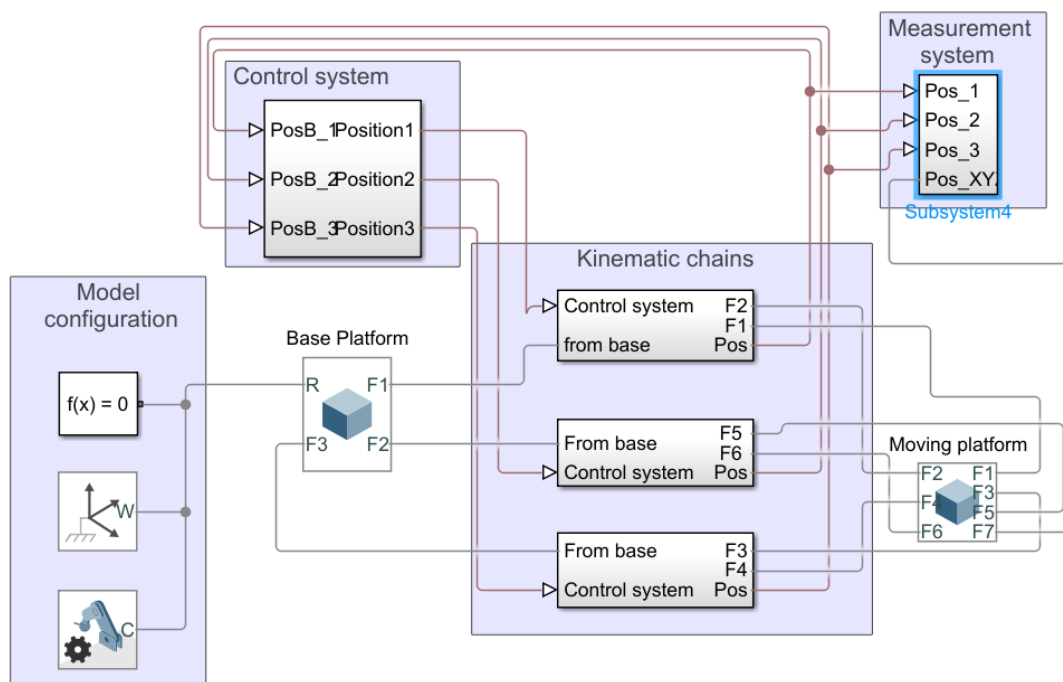 Measurement
system
Control system
Pos_1
Pos_2
Pos_3
Pos_XYZ
Subsystem4
PosB_1 Position1
PosB_2 Position2
PosB_3 Position3
Kinematic chains
Model
configuration
Control system F2
F1
from base Pos
Base Platform
f(x) = 0
R F1
F3 F2
From base F5
F6
Control system Pos
Moving platform
F2 F1
F3
F4 F5
F6 F7
W
From base F3
F4
Control system Pos
C